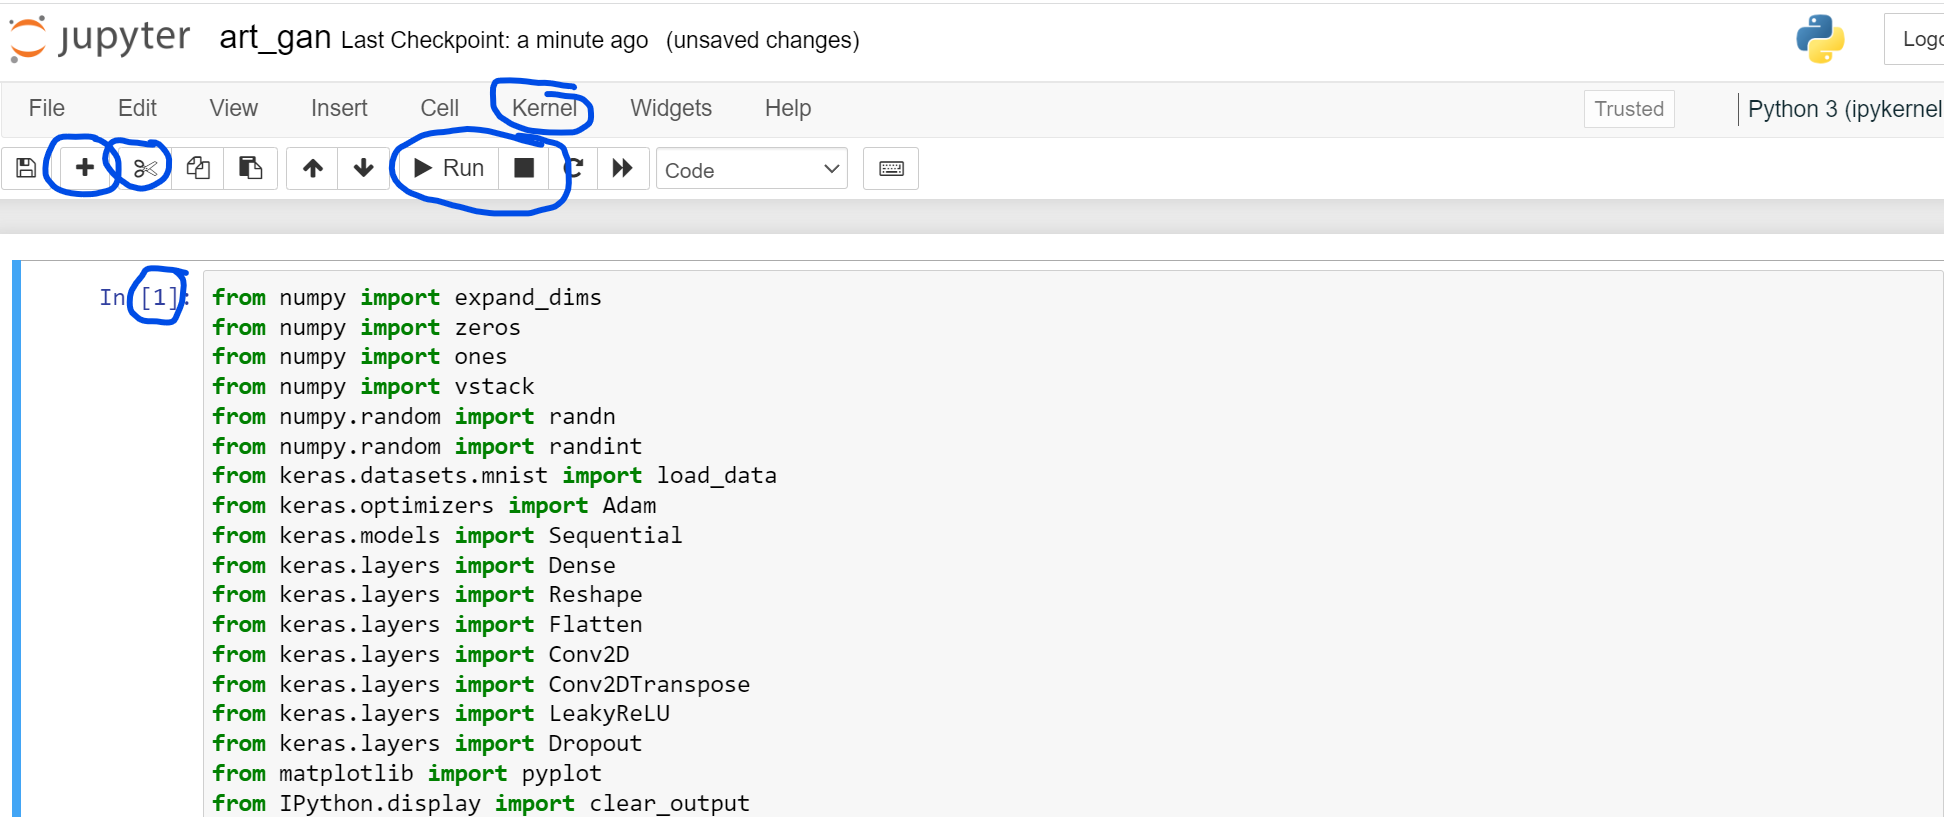 jupyter art_gan Last Checkpoint: a minute ago (unsaved changes)
File Edit View Insert Cell Kernel Widgets Help Trusted Python 3 (ipykernel
Run Code
In [1]:
from numpy import expand_dims
from numpy import zeros
from numpy import ones
from numpy import vstack
from numpy.random import randn
from numpy.random import randint
from keras.datasets.mnist import load_data
from keras.optimizers import Adam
from keras.models import Sequential
from keras.layers import Dense
from keras.layers import Reshape
from keras.layers import Flatten
from keras.layers import Conv2D
from keras.layers import Conv2DTranspose
from keras.layers import LeakyReLU
from keras.layers import Dropout
from matplotlib import pyplot
from IPython.display import clear_output